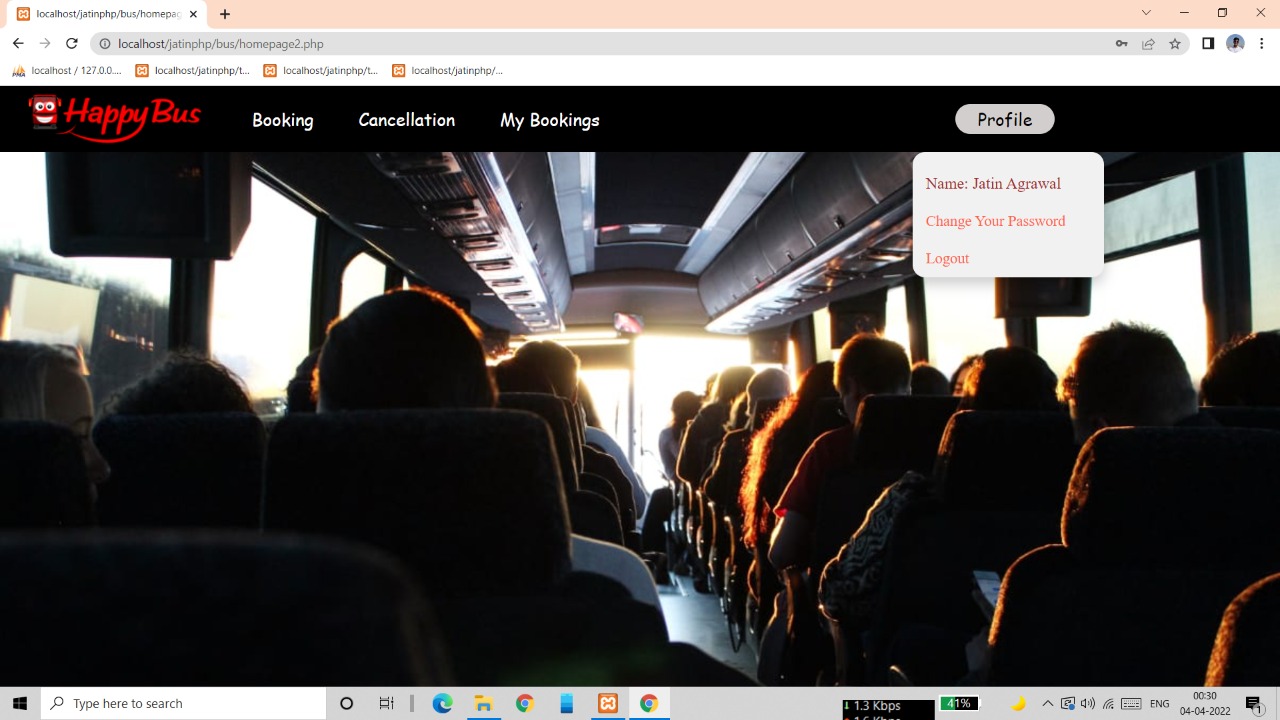 localhost/jatinphp/bus/homepag
localhost/jatinphp/bus/homepage2.php
localhost / 127.0.0.... localhost/jatinphp/t... localhost/jatinphp/t... localhost/jatinphp/...
Happy Bus Booking Cancellation My Bookings Profile
Name: Jatin Agrawal
Change Your Password
Logout
Type here to search
1.3 Kbps
41%
ENG
00:30
04-04-2022
1